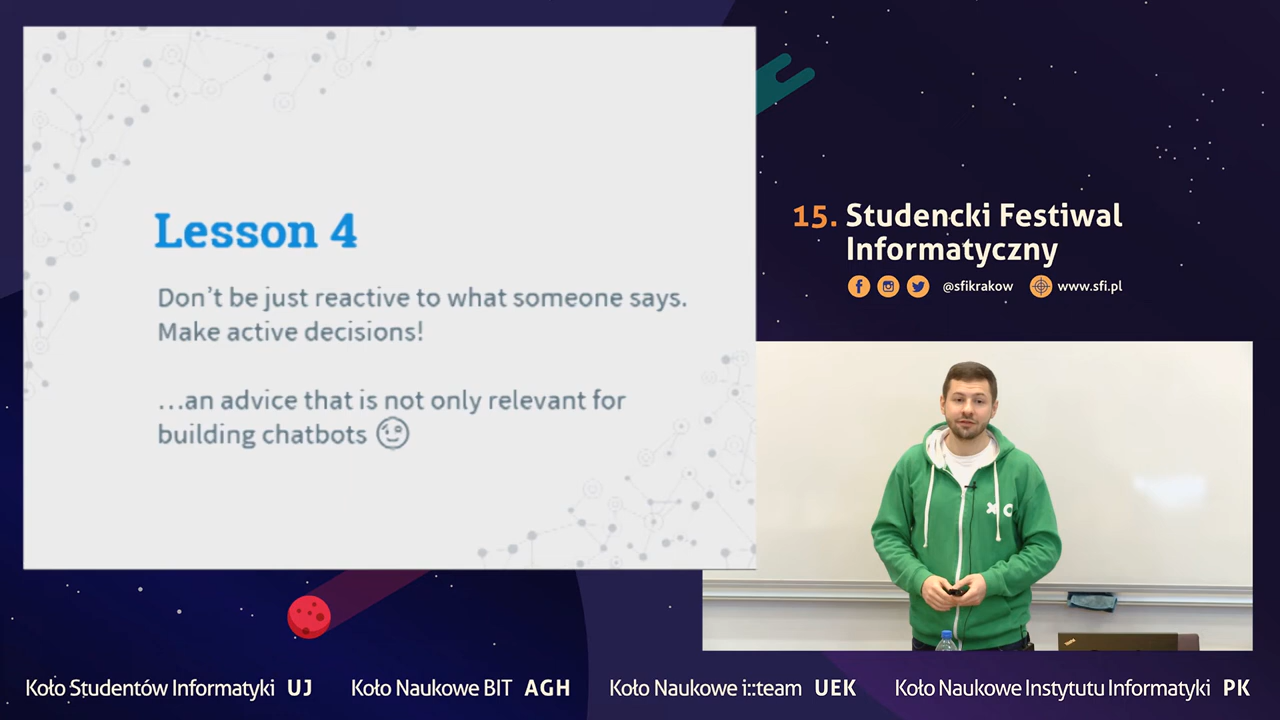 Lesson 4
Don't be just reactive to what someone says.
Make active decisions!
...an advice that is not only relevant for
building chatbots
15. Studencki Festiwal
Informatyczny
@sfikrakow www.sfi.pl
Koło Studentów Informatyki UJ
Koło Naukowe BIT AGH
Koło Naukowe i::team UEK
Koło Naukowe Instytutu Informatyki PK